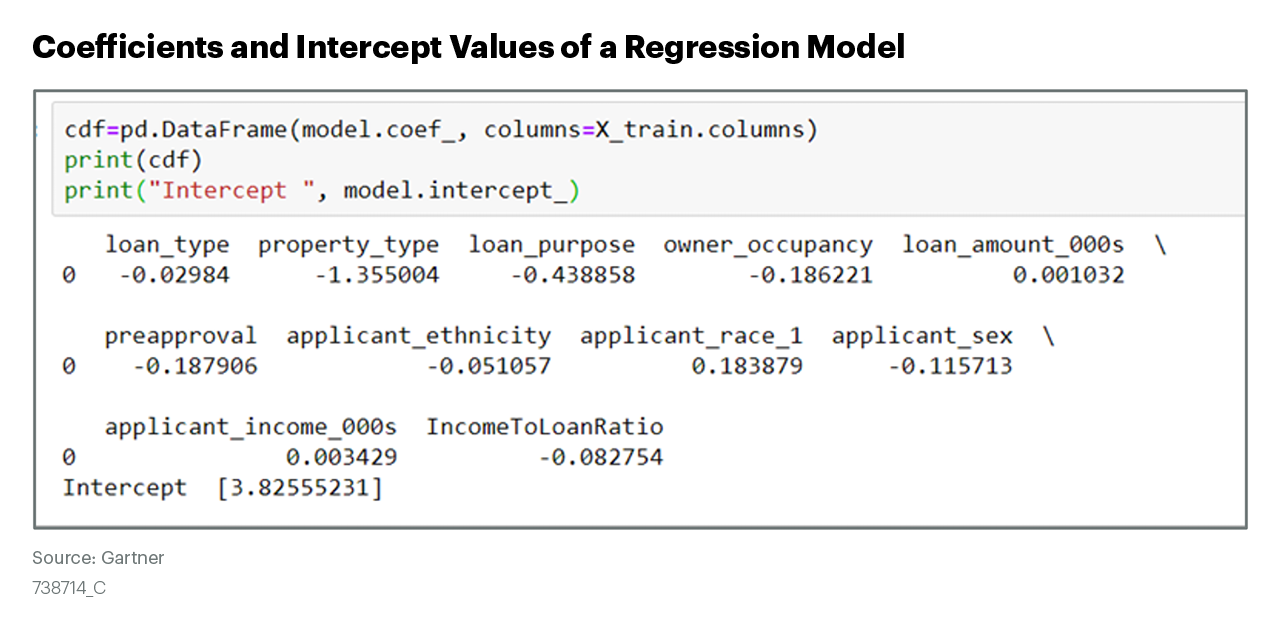 Coefficients and Intercept Values of a Regression Model
cdf=pd.DataFrame(model.coef_, columns=X_train.columns)
print(cdf)
print("Intercept ", model.intercept_)
loan_type property_type loan_purpose owner_occupancy loan_amount_000s \
0 -0.02984 -1.355004 -0.438858 -0.186221 0.001032
preapproval applicant_ethnicity applicant_race_1 applicant_sex \
0 -0.187906 -0.051057 0.183879 -0.115713
applicant_income_000s IncomeToLoanRatio
0 0.003429 -0.082754
Intercept [3.82555231]
Source: Gartner
738714_C